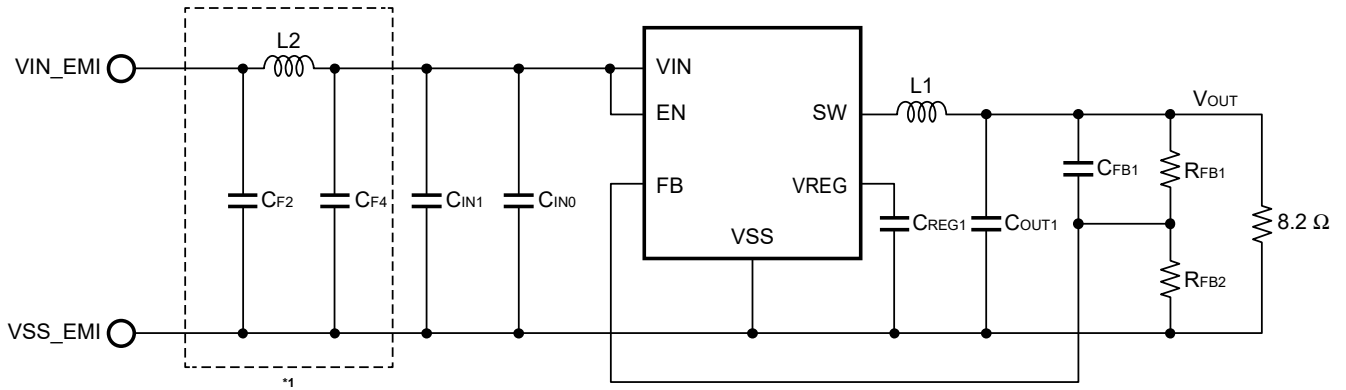 L2
VIN_EMI
VIN
L1
VOUT
EN
SW
CFB1
RFB1
FB
VREG
CF2
CF4
CIN1
CIN0
CREG1
COUT1
8.2 Ω
VSS
RFB2
VSS_EMI
*1